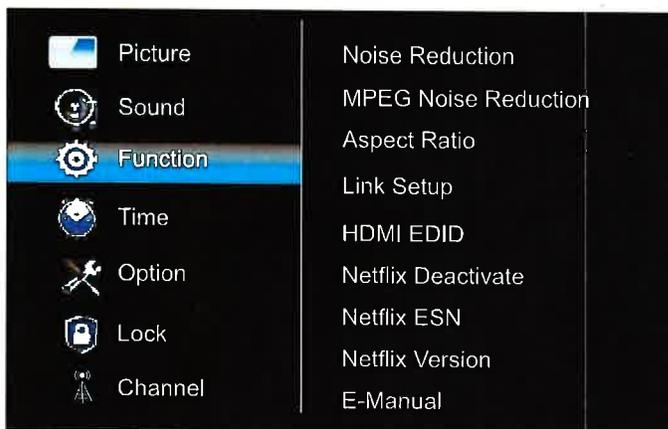 Picture
Sound
Function
Time
Option
Lock
Channel
Noise Reduction
MPEG Noise Reduction
Aspect Ratio
Link Setup
HDMI EDID
Netflix Deactivate
Netflix ESN
Netflix Version
E-Manual